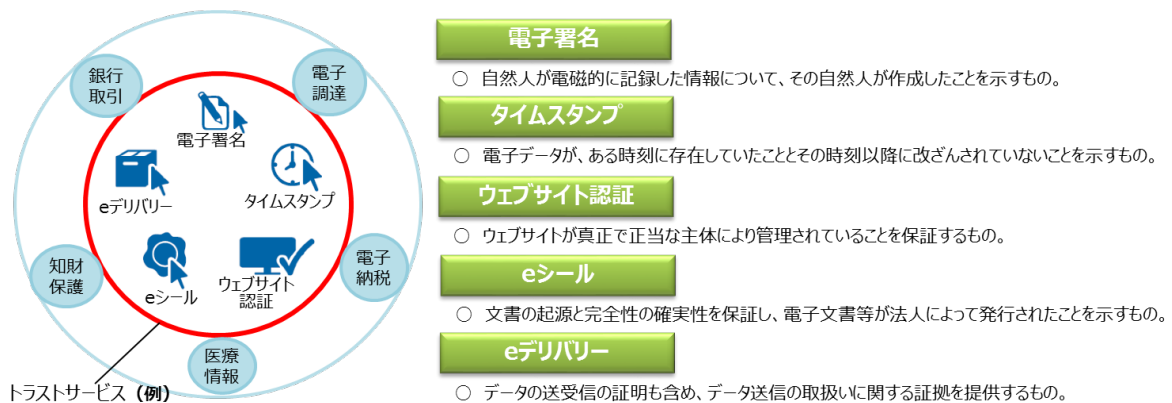 銀行
取引
電子
調達
電子署名
eデリバリー
タイムスタンプ
知財
保護
eシール
ウェブサイト
認証
電子
納税
医療
情報
トラストサービス（例）
電子署名
○ 自然人が電磁的に記録した情報について、その自然人が作成したことを示すもの。
タイムスタンプ
○ 電子データが、ある時刻に存在していたこととその時刻以降に改ざんされていないことを示すもの。
ウェブサイト認証
○ ウェブサイトが真正で正当な主体により管理されていることを保証するもの。
eシール
○ 文書の起源と完全性の確実性を保証し、電子文書等が法人によって発行されたことを示すもの。
eデリバリー
○ データの送受信の証明も含め、データ送信の取扱いに関する証拠を提供するもの。